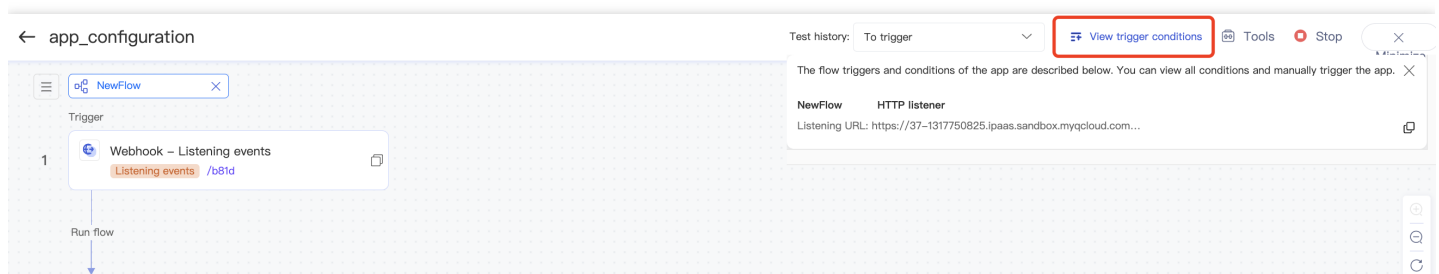 app_configuration
Test history: To trigger
View trigger conditions
Tools
Stop
Minimize
The flow triggers and conditions of the app are described below. You can view all conditions and manually trigger the app.
NewFlow HTTP listener
Listening URL: https://37-1317750825.ipaas.sandbox.myqcloud.com...
NewFlow
Trigger
1
Webhook – Listening events
Listening events /b81d
Run flow